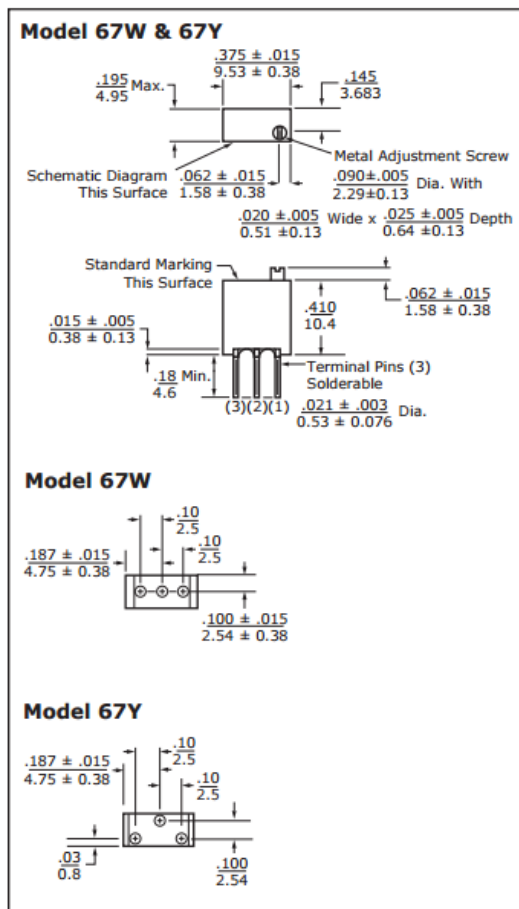 Model 67W & 67Y
.375 ± .015
9.53 ± 0.38
.195 Max.
4.95
.145
3.683
Metal Adjustment Screw
Schematic Diagram
This Surface
.062 ± .015
1.58 ± 0.38
.090±.005 Dia. With
2.29±0.13
.020 ±.005 Wide x .025 ±.005 Depth
0.51 ±0.13 0.64 ±0.13
Standard Marking
This Surface
.062 ± .015
1.58 ± 0.38
.015 ± .005
0.38 ± 0.13
.410
10.4
.18 Min.
4.6
Terminal Pins (3)
Solderable
(3)(2)(1)
.021 ± .003 Dia.
0.53 ± 0.076
Model 67W
.10
2.5
.10
2.5
.187 ± .015
4.75 ± 0.38
.100 ± .015
2.54 ± 0.38
Model 67Y
.10
2.5
.187 ± .015
4.75 ± 0.38
.10
2.5
.03
0.8
.100
2.54